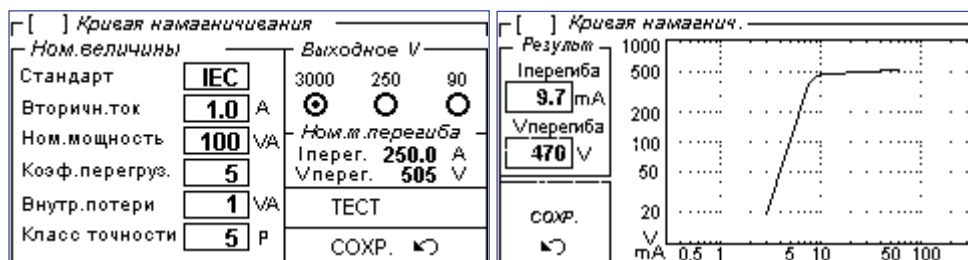 [ ] Кривая намагничивания
Ном.величины
Стандарт IEC
Вторичн.ток 1.0 A
Ном.мощность 100 VA
Коэф.перегруз. 5
Внутр.потери 1 VA
Класс точности 5 P
Выходное V
3000 250 90
Ном.т.перегиба
Iперег. 250.0 A
Vперег. 505 V
ТЕСТ
СОХР.
[ ] Кривая намагнич.
Результ
Iперегиба
9.7 mA
Vперегиба
470 V
СОХР.
1000
500
200
100
50
20
V
mA 0.5 1 5 10 50 100